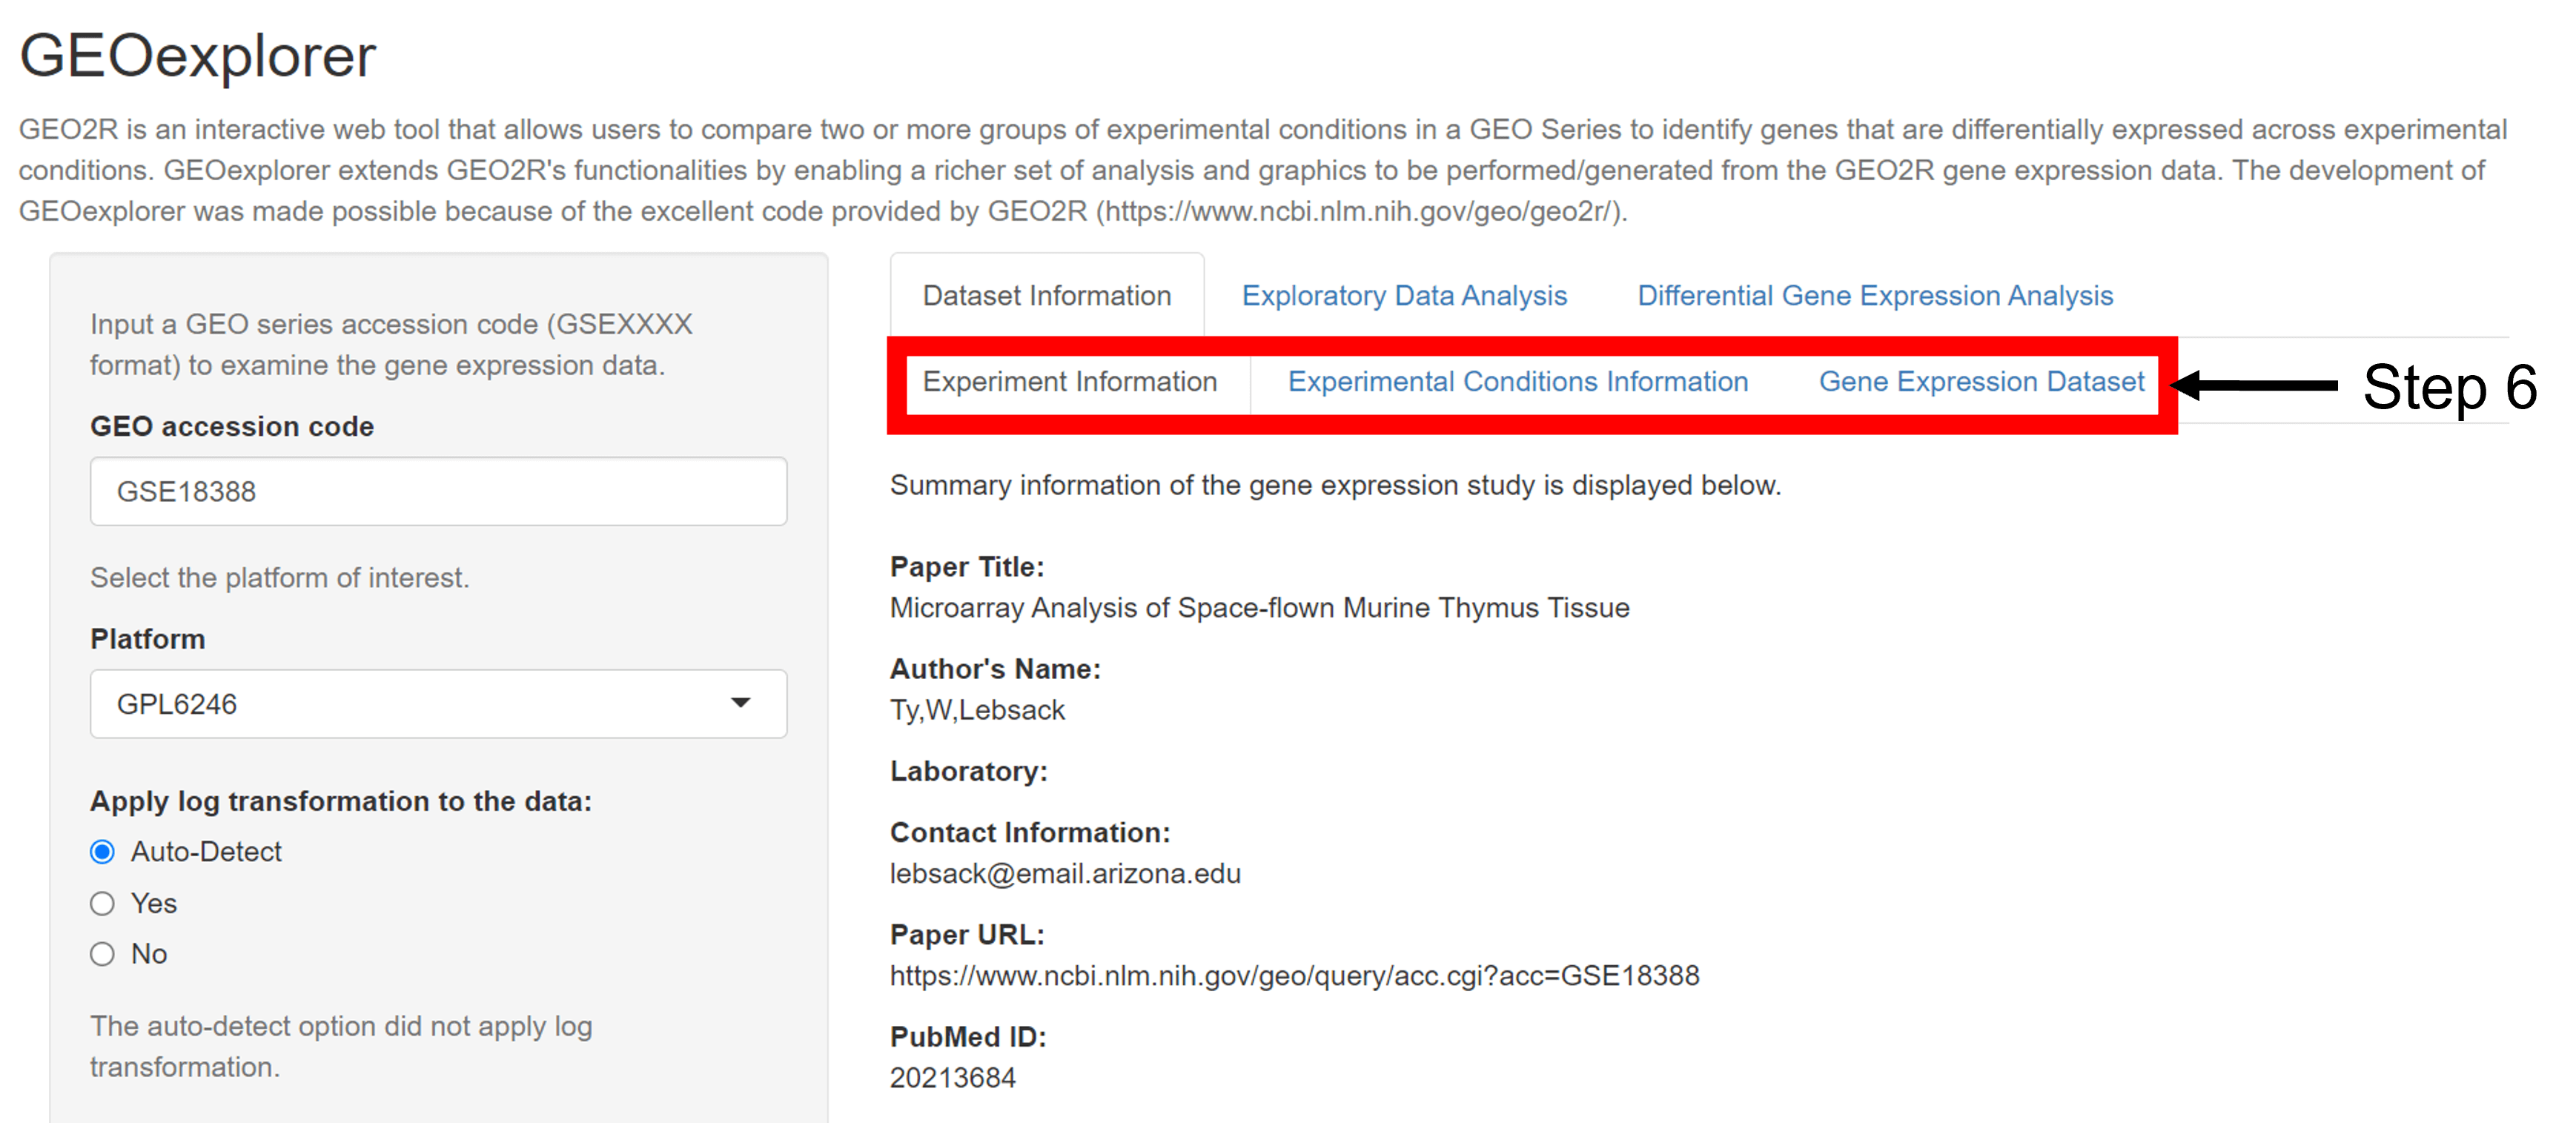 GEOexplorer
GEO2R is an interactive web tool that allows users to compare two or more groups of experimental conditions in a GEO Series to identify genes that are differentially expressed across experimental
conditions. GEOexplorer extends GEO2R's functionalities by enabling a richer set of analysis and graphics to be performed/generated from the GEO2R gene expression data. The development of
GEOexplorer was made possible because of the excellent code provided by GEO2R (https://www.ncbi.nlm.nih.gov/geo/geo2r/).
Input a GEO series accession code (GSEXXXX
format) to examine the gene expression data.
GEO accession code
GSE18388
Select the platform of interest.
Platform
GPL6246
Apply log transformation to the data:
Auto-Detect
Yes
No
The auto-detect option did not apply log
transformation.
Dataset Information Exploratory Data Analysis Differential Gene Expression Analysis
Experiment Information Experimental Conditions Information Gene Expression Dataset
Step 6
Summary information of the gene expression study is displayed below.
Paper Title:
Microarray Analysis of Space-flown Murine Thymus Tissue
Author's Name:
Ty,W,Lebsack
Laboratory:
Contact Information:
lebsack@email.arizona.edu
Paper URL:
https://www.ncbi.nlm.nih.gov/geo/query/acc.cgi?acc=GSE18388
PubMed ID:
20213684